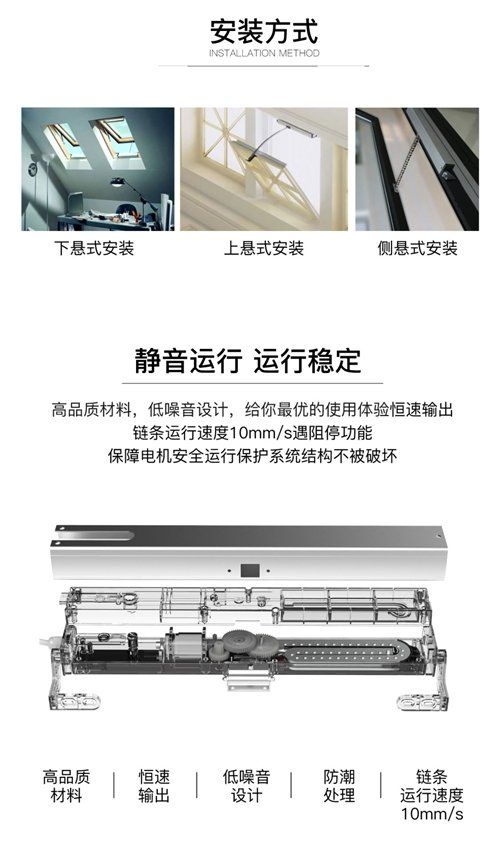 安装方式
INSTALLATION METHOD
下悬式安装
上悬式安装
侧悬式安装
静音运行 运行稳定
高品质材料，低噪音设计，给你最优的使用体验恒速输出
链条运行速度10mm/s遇阻停功能
保障电机安全运行保护系统结构不被破坏
高品质
材料
恒速
输出
低噪音
设计
防潮
处理
链条
运行速度
10mm/s